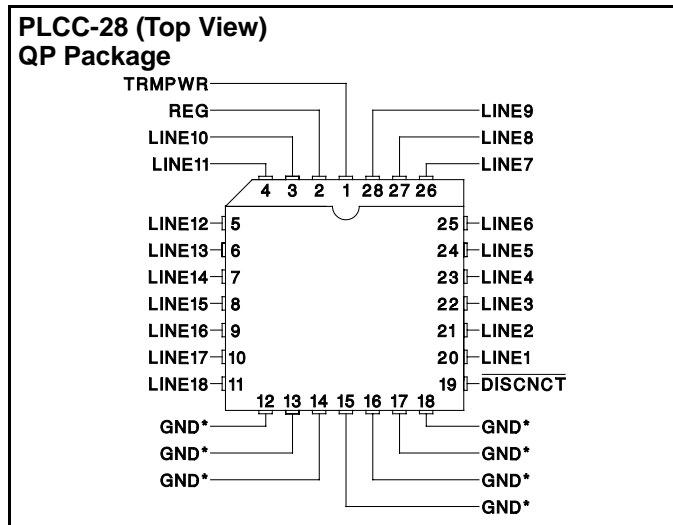 PLCC-28 (Top View)
QP Package
TRMPWR
REG LINE9
LINE10 LINE8
LINE11 LINE7
4 3 2 1 28 27 26
LINE12 5 25 LINE6
LINE13 6 24 LINE5
LINE14 7 23 LINE4
LINE15 8 22 LINE3
LINE16 9 21 LINE2
LINE17 10 20 LINE1
LINE18 11 19 DISCNCT
12 13 14 15 16 17 18
GND* GND*
GND* GND*
GND* GND*
GND*